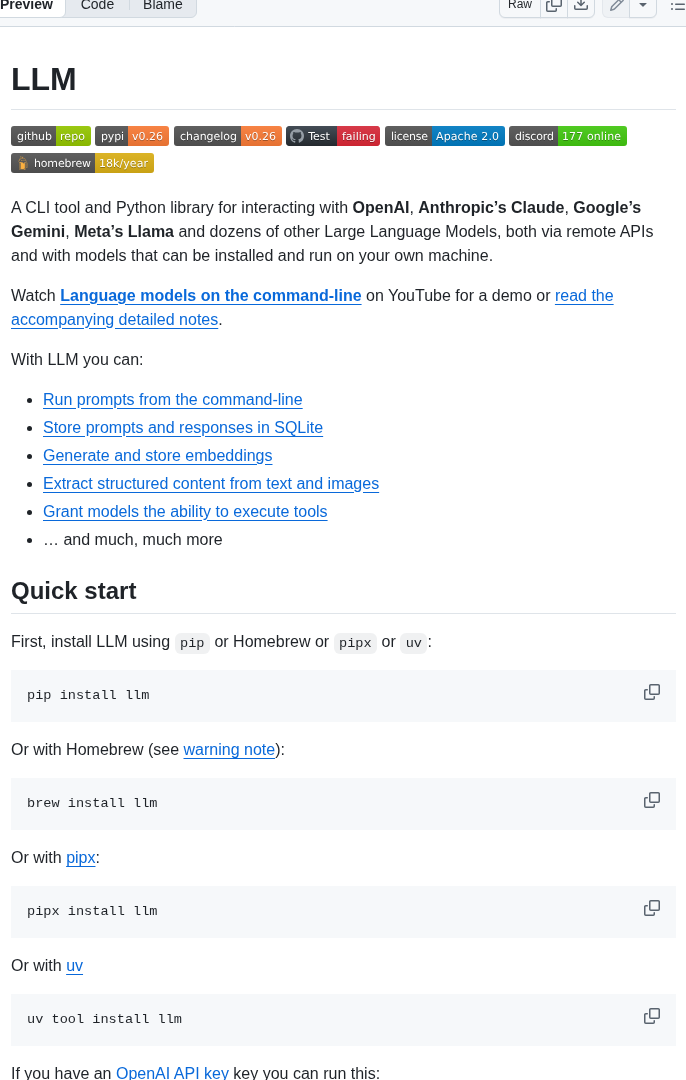 Preview Code Blame Raw
LLM
github repo pypi v0.26 changelog v0.26 Test failing license Apache 2.0 discord 177 online
homebrew 18k/year
A CLI tool and Python library for interacting with OpenAI, Anthropic’s Claude, Google’s
Gemini, Meta’s Llama and dozens of other Large Language Models, both via remote APIs
and with models that can be installed and run on your own machine.
Watch Language models on the command-line on YouTube for a demo or read the
accompanying detailed notes.
With LLM you can:
• Run prompts from the command-line
• Store prompts and responses in SQLite
• Generate and store embeddings
• Extract structured content from text and images
• Grant models the ability to execute tools
• … and much, much more
Quick start
First, install LLM using pip or Homebrew or pipx or uv:
pip install llm
Or with Homebrew (see warning note):
brew install llm
Or with pipx:
pipx install llm
Or with uv
uv tool install llm
If you have an OpenAI API key key you can run this: